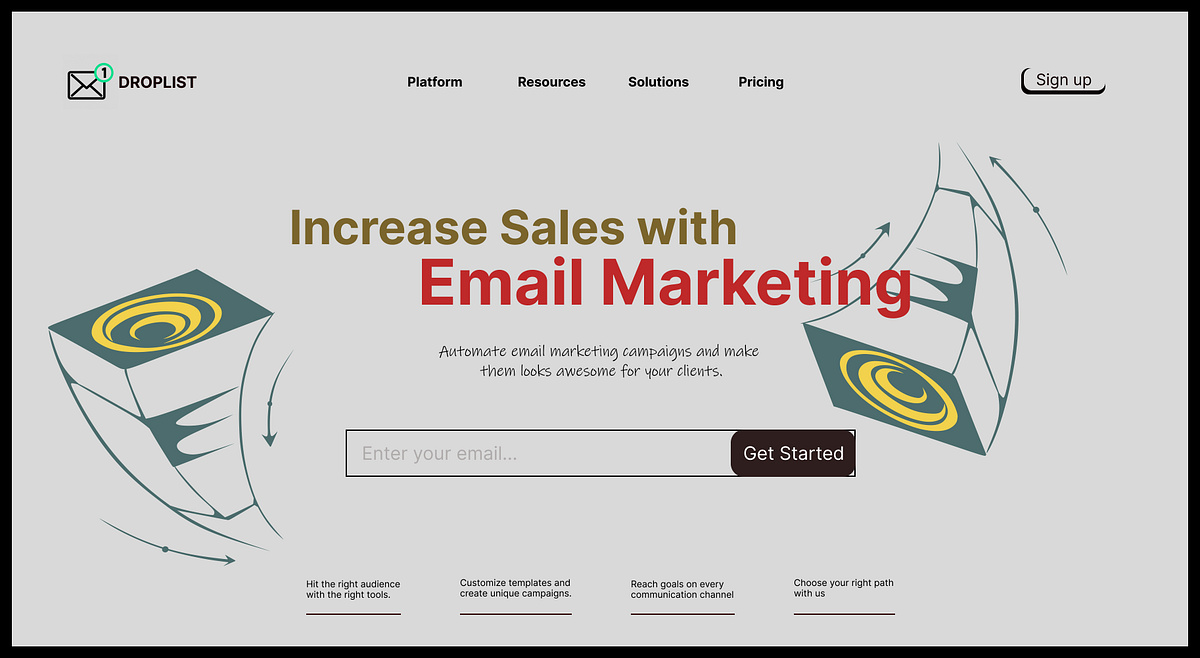 1
DROPLIST
Platform Resources Solutions Pricing
Sign up
Increase Sales with
Email Marketing
Automate email marketing campaigns and make
them looks awesome for your clients.
Enter your email...
Get Started
Hit the right audience
with the right tools.
Customize templates and
create unique campaigns.
Reach goals on every
communication channel
Choose your right path
with us